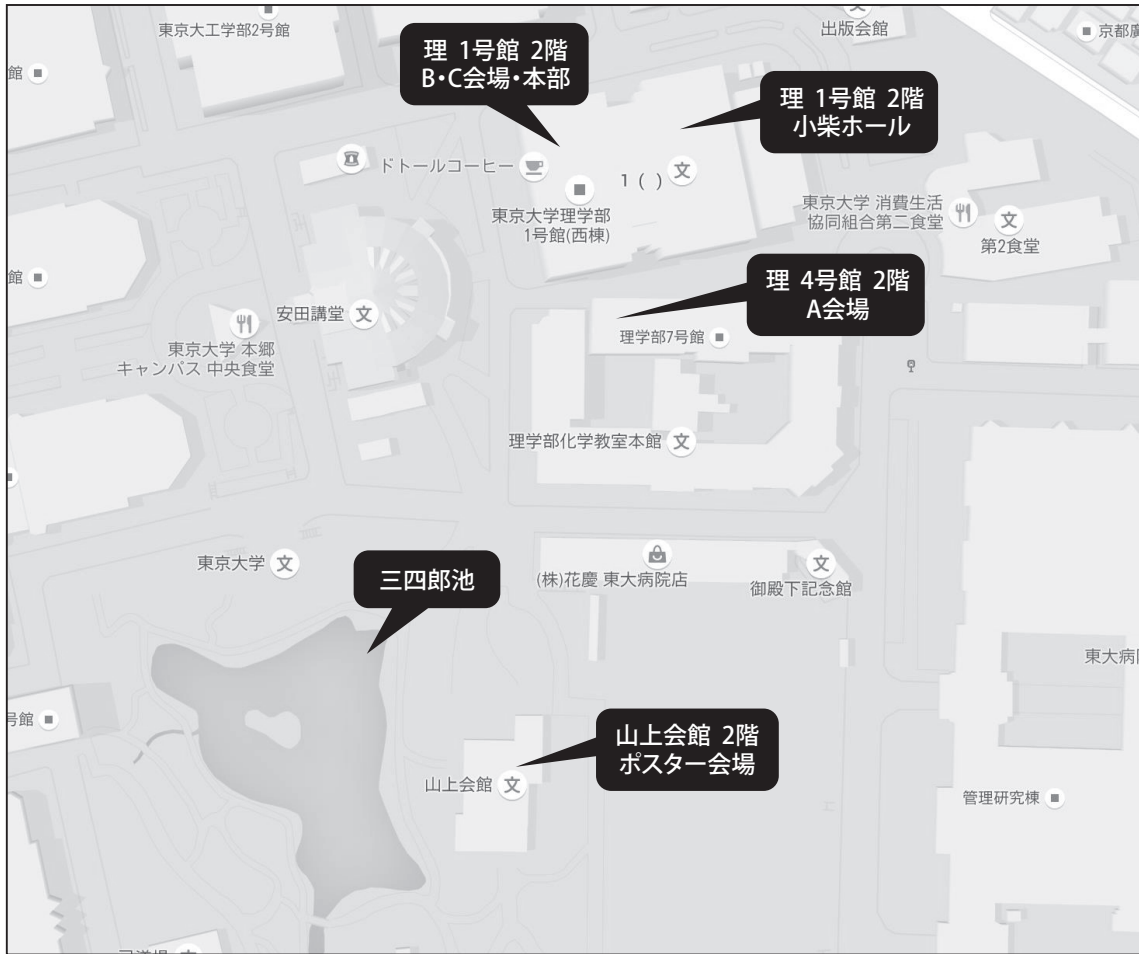 東京大工学部2号館
出版会館
京都廣
館
理 1号館 2階
B・C会場・本部
理 1号館 2階
小柴ホール
ドトールコーヒー
1 ( )
文
東京大学理学部
1号館(西棟)
東京大学 消費生活
協同組合第二食堂
文
第2食堂
館
理 4号館 2階
A会場
安田講堂
文
理学部7号館
東京大学 本郷
キャンパス 中央食堂
理学部化学教室本館
文
東京大学
文
三四郎池
(株)花慶 東大病院店
文
御殿下記念館
東大病
号館
山上会館 2階
ポスター会場
山上会館
文
管理研究棟